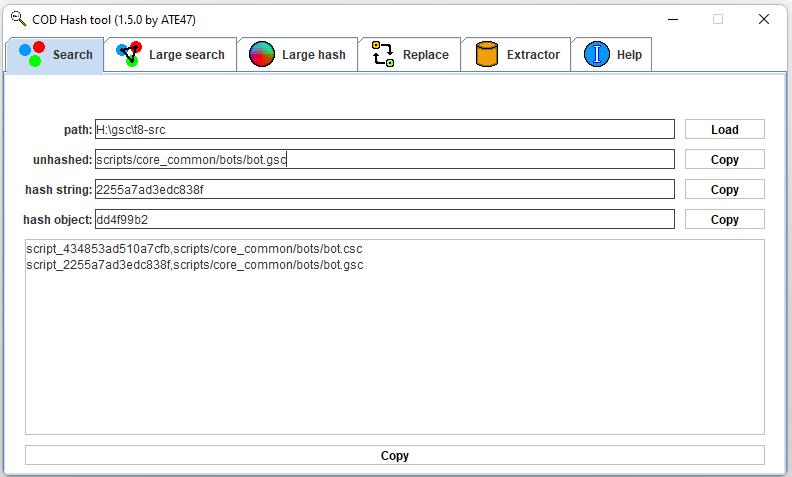 COD Hash tool (1.5.0 by ATE47)
Search Large search Large hash Replace Extractor Help
path: H:\gsc\t8-src Load
unhashed: scripts/core_common/bots/bot.gsc Copy
hash string: 2255a7ad3edc838f Copy
hash object: dd4f99b2 Copy
script_434853ad510a7cfb,scripts/core_common/bots/bot.csc
script_2255a7ad3edc838f,scripts/core_common/bots/bot.gsc
Copy